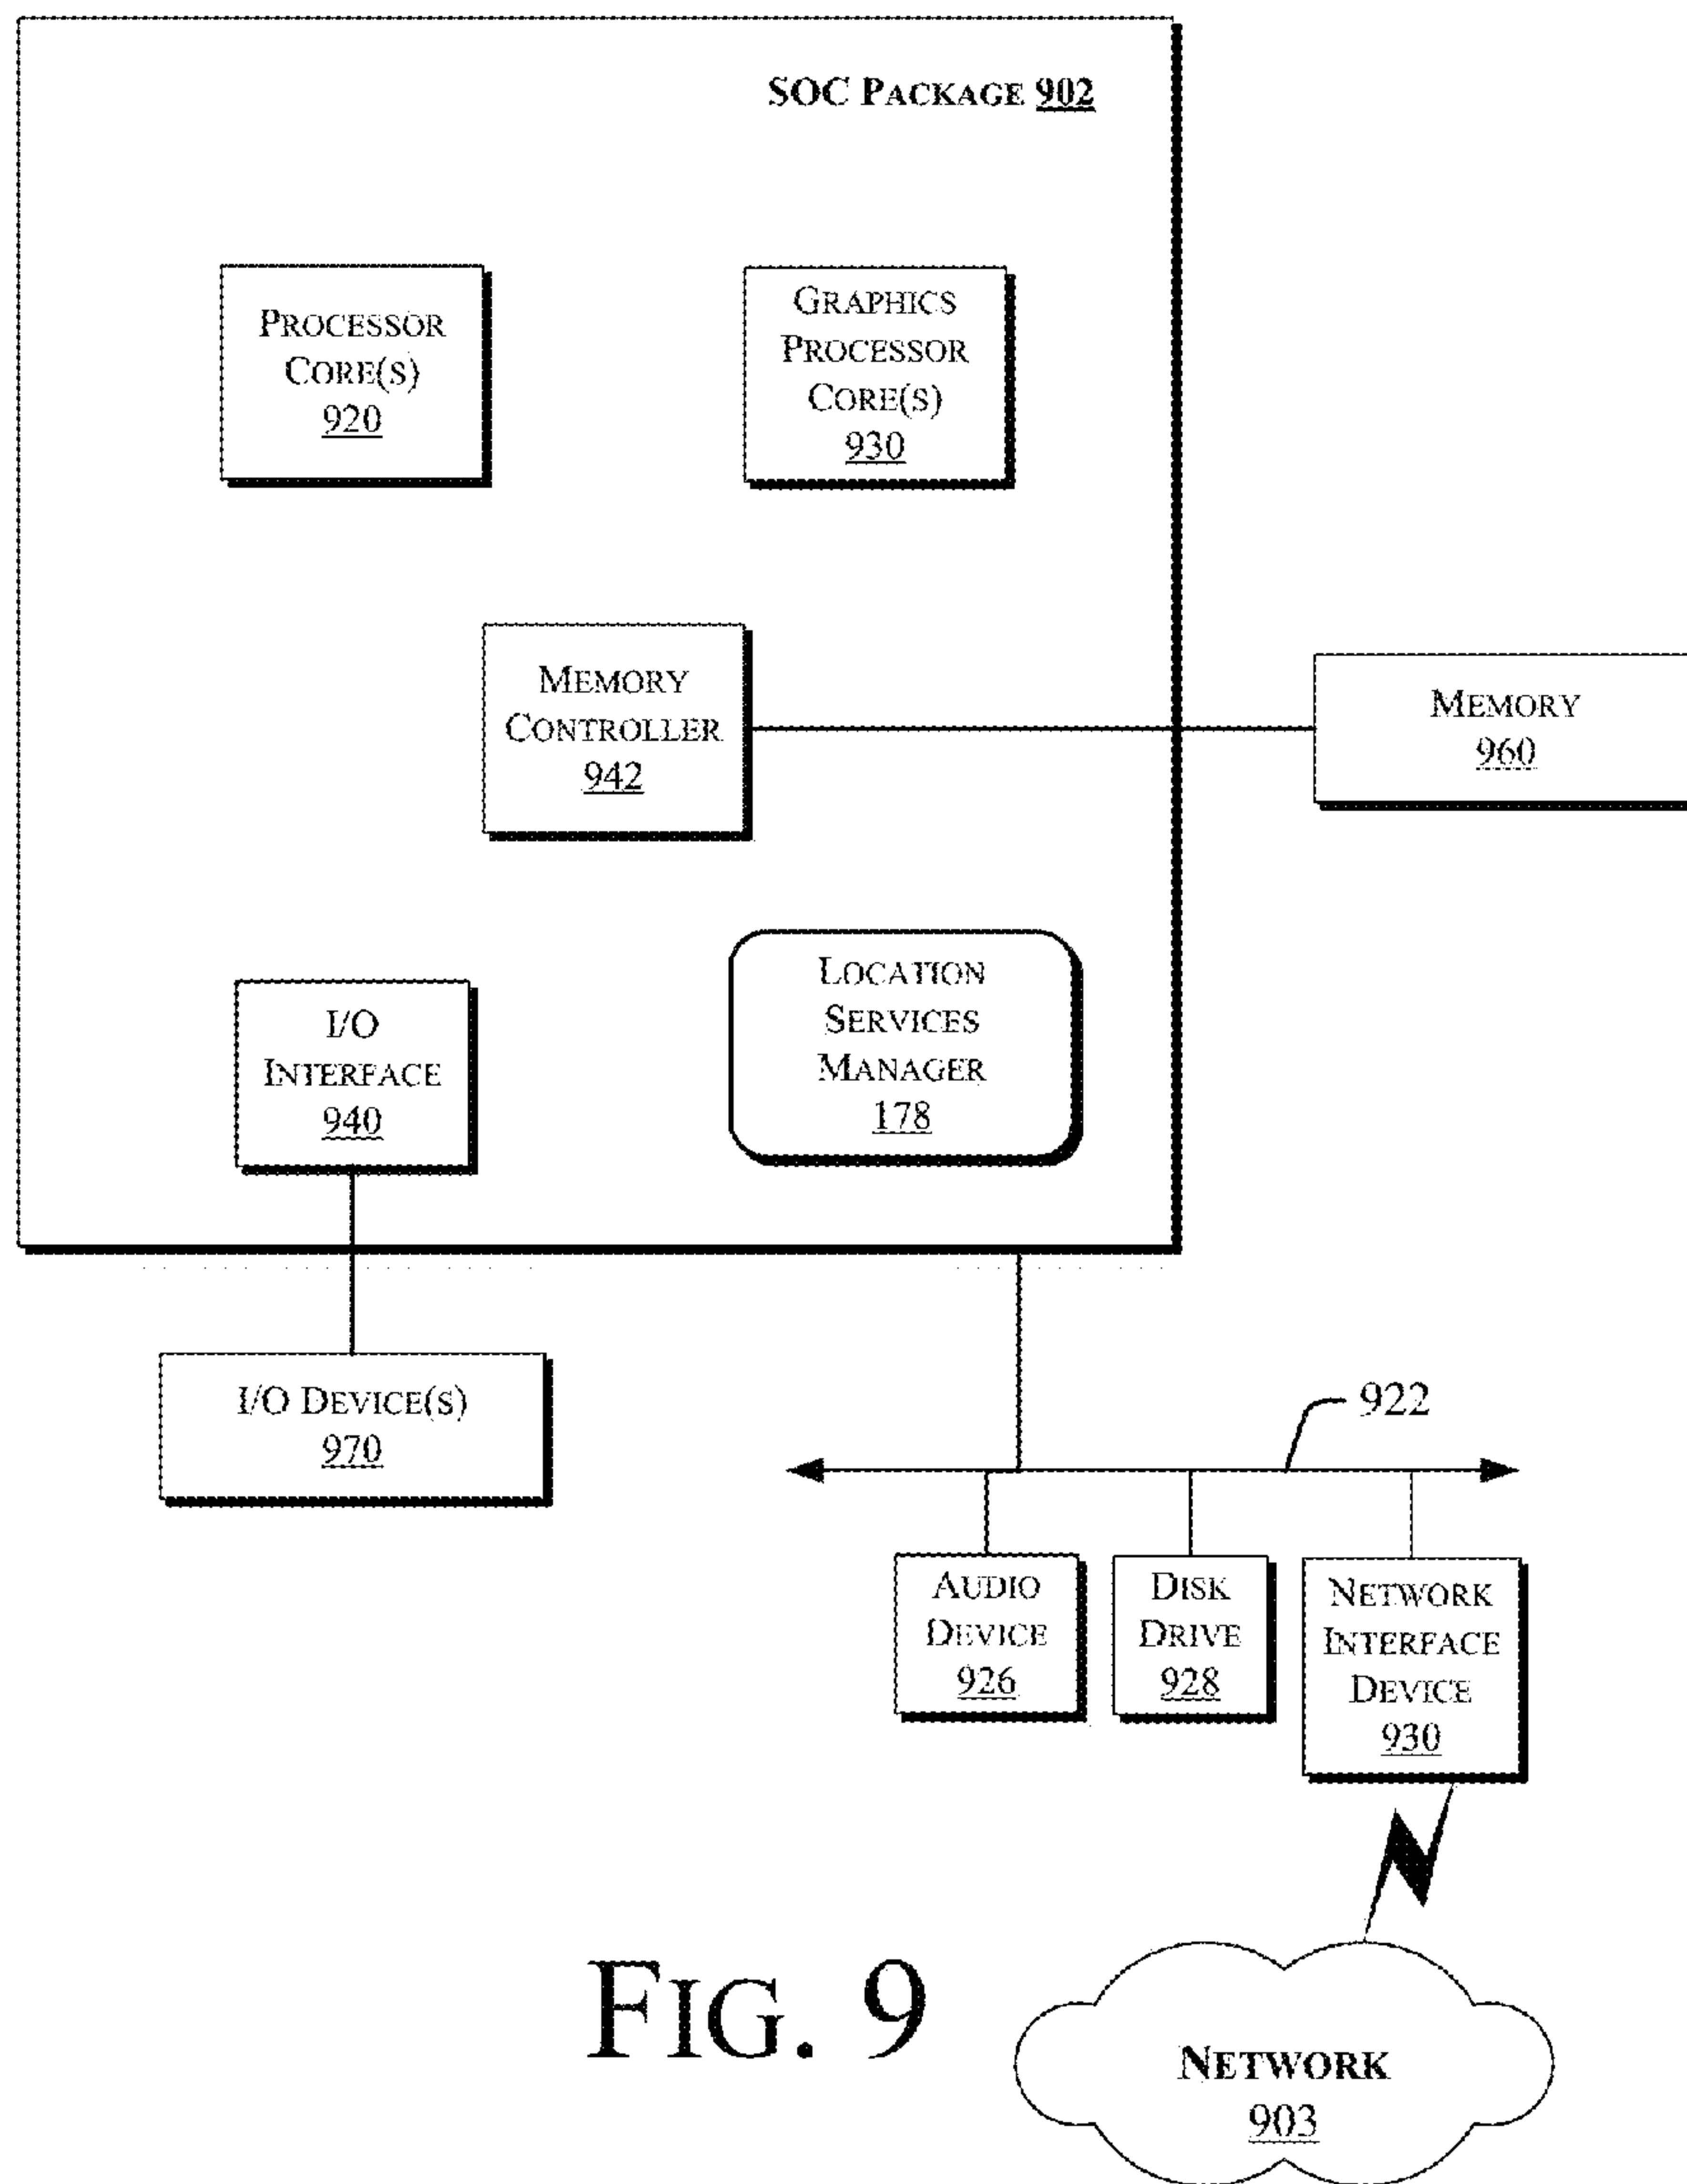 SOC PACKAGE 902
PROCESSOR
CORE(S)
920
GRAPHICS
PROCESSOR
CORE(S)
930
MEMORY
CONTROLLER
942
MEMORY
960
I/O
INTERFACE
940
LOCATION
SERVICES
MANAGER
178
I/O DEVICE(S)
970
922
AUDIO
DEVICE
926
DISK
DRIVE
928
NETWORK
INTERFACE
DEVICE
930
FIG. 9
NETWORK
903